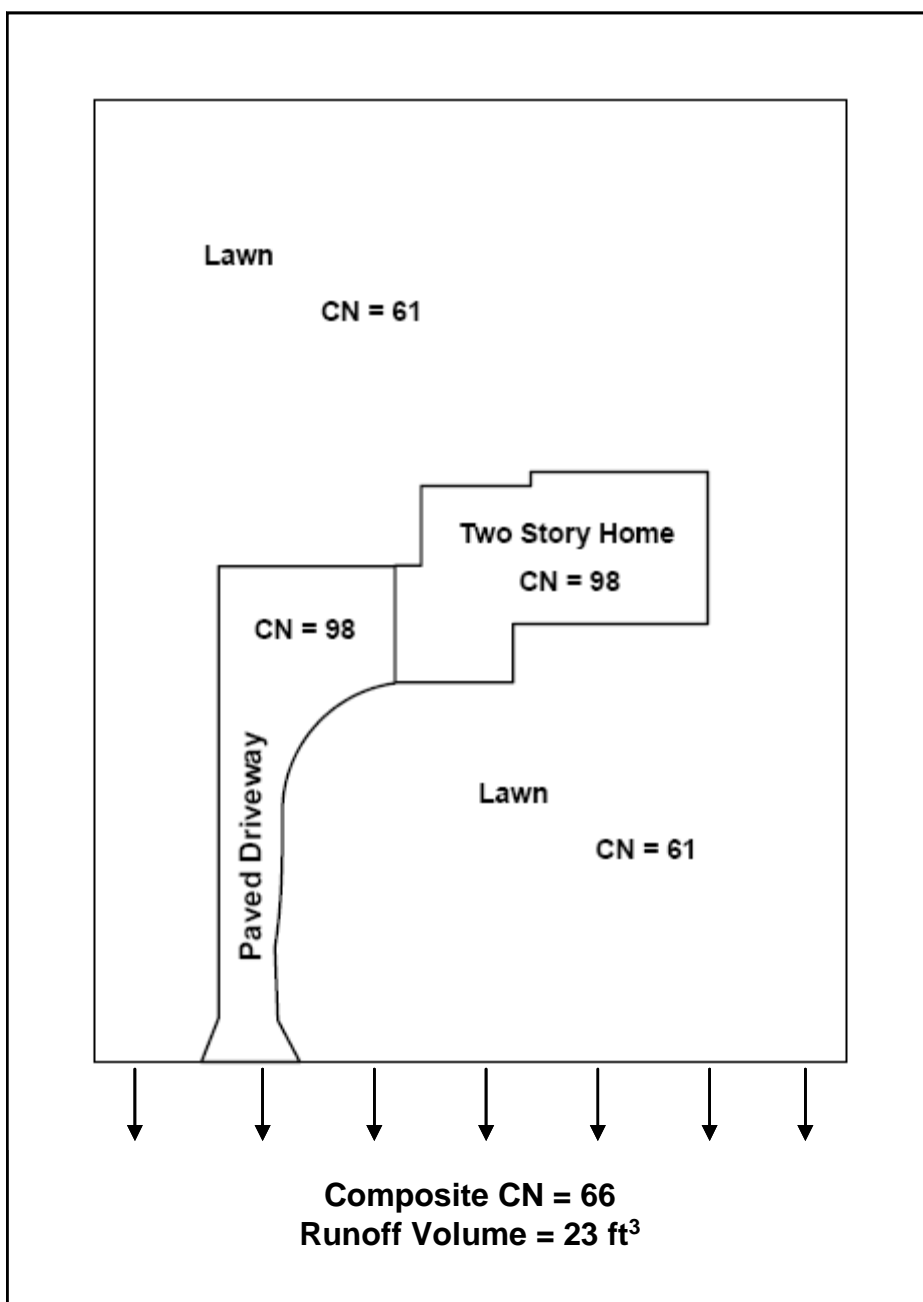 Lawn
CN = 61
Two Story Home
CN = 98
CN = 98
Paved Driveway
Lawn
CN = 61
Composite CN = 66
Runoff Volume = 23 ft³